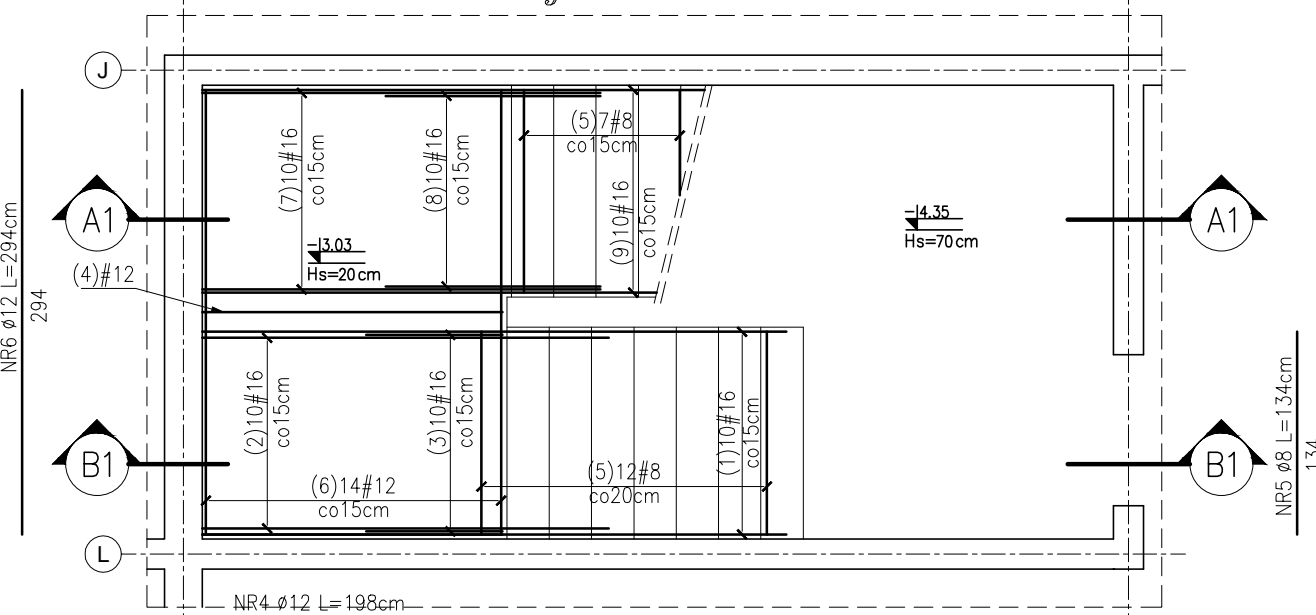 J
(5)7#8
co15cm
(7)10#16
co15cm
(8)10#16
co15cm
(9)10#16
co15cm
A1
A1
-4.35
Hs=70cm
-3.03
Hs=20cm
(4)#12
NR6 ø12 L=294cm
294
(2)10#16
co15cm
(3)10#16
co15cm
(1)10#16
co15cm
B1
B1
(6)14#12
co15cm
(5)12#8
co20cm
NR5 ø8 L=134cm
134
L
NR4 ø12 L=198cm